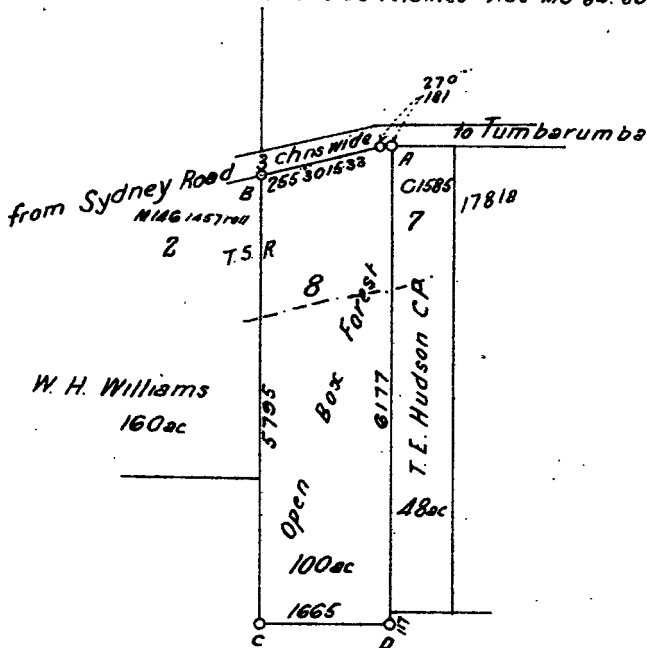 270
181
to Tumbarumba
3 chns wide
A
from Sydney Road
B
255°30' 1533
C1585
7
17818
2
T.S.R
8
Open Box Forest
W. H. Williams
160ac
5795
6177
T. E. Hudson C.P.
48ac
100ac
1665
C
D
117